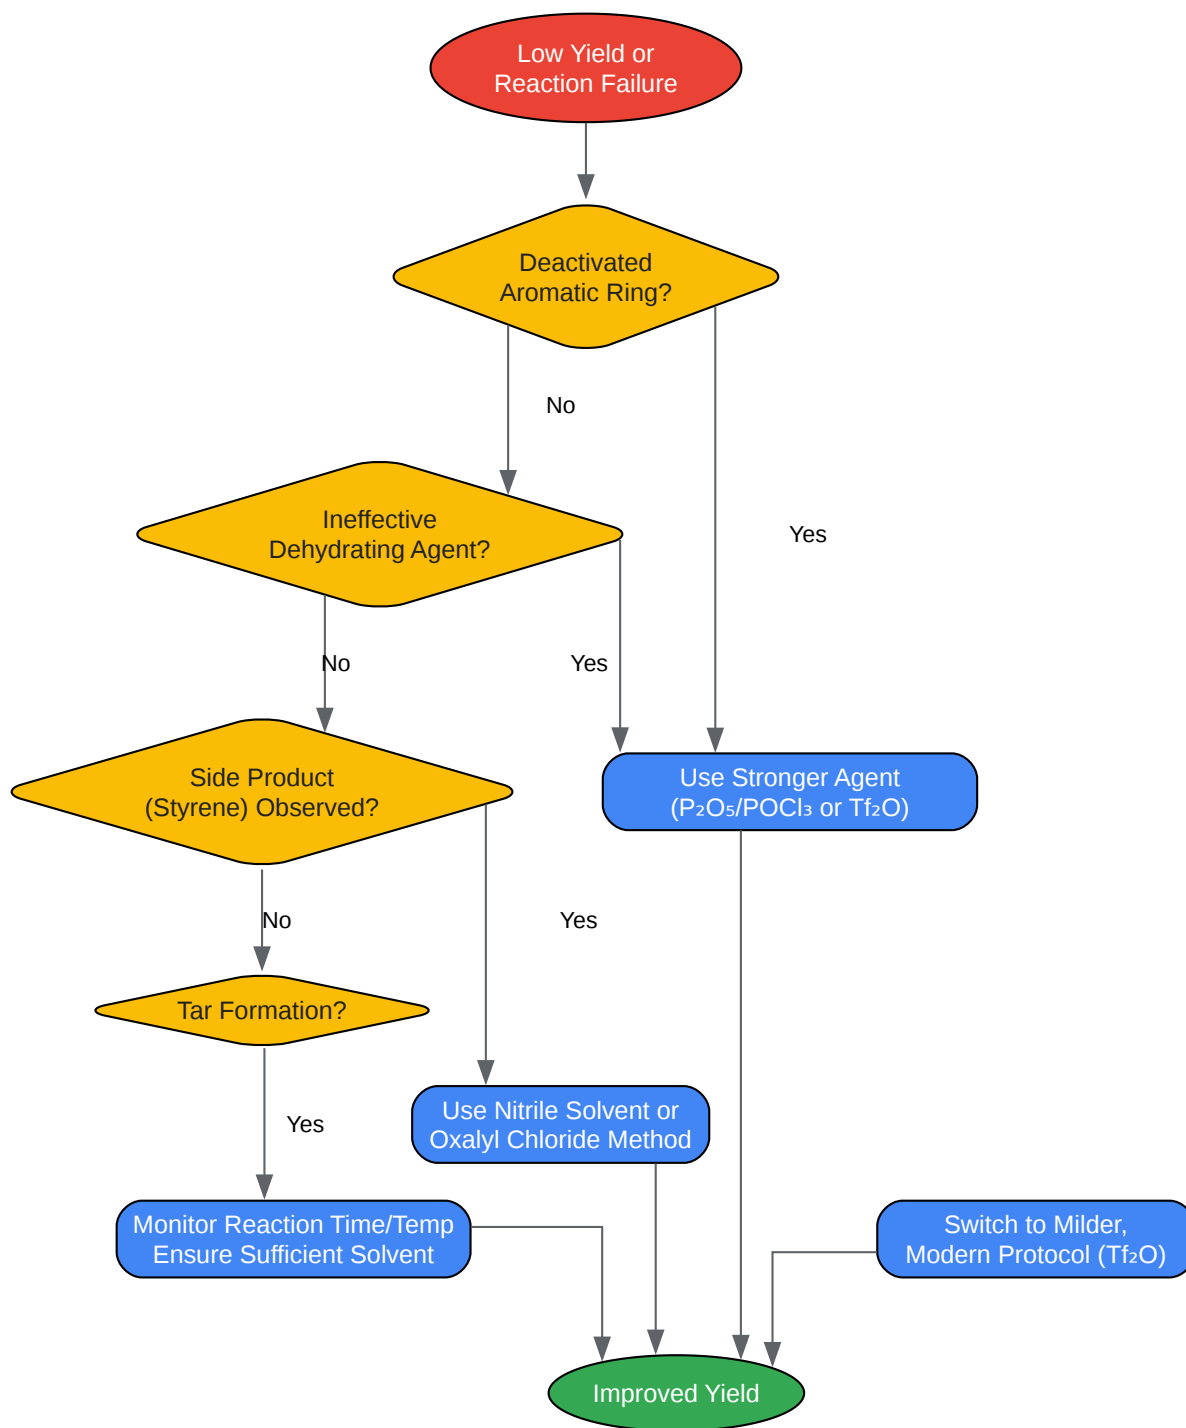 Low Yield or
Reaction Failure
Deactivated
Aromatic Ring?
No
Ineffective
Dehydrating Agent?
Yes
No
Yes
Side Product
(Styrene) Observed?
Use Stronger Agent
(P₂O₅/POCl₃ or Tf₂O)
No
Yes
Tar Formation?
Use Nitrile Solvent or
Oxalyl Chloride Method
Yes
Monitor Reaction Time/Temp
Ensure Sufficient Solvent
Switch to Milder,
Modern Protocol (Tf₂O)
Improved Yield